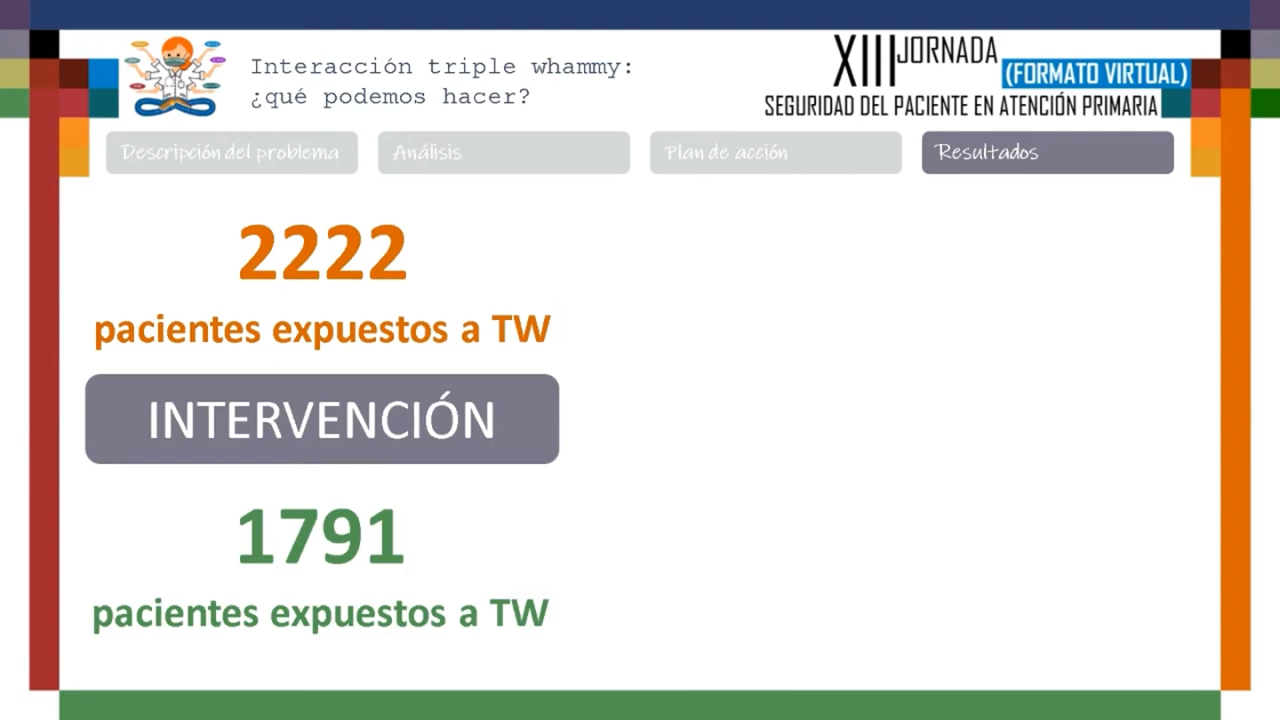 Interacción triple whammy:
¿qué podemos hacer?
XIII JORNADA
(FORMATO VIRTUAL)
SEGURIDAD DEL PACIENTE EN ATENCIÓN PRIMARIA
Descripción del problema
Análisis
Plan de acción
Resultados
2222
pacientes expuestos a TW
INTERVENCIÓN
1791
pacientes expuestos a TW